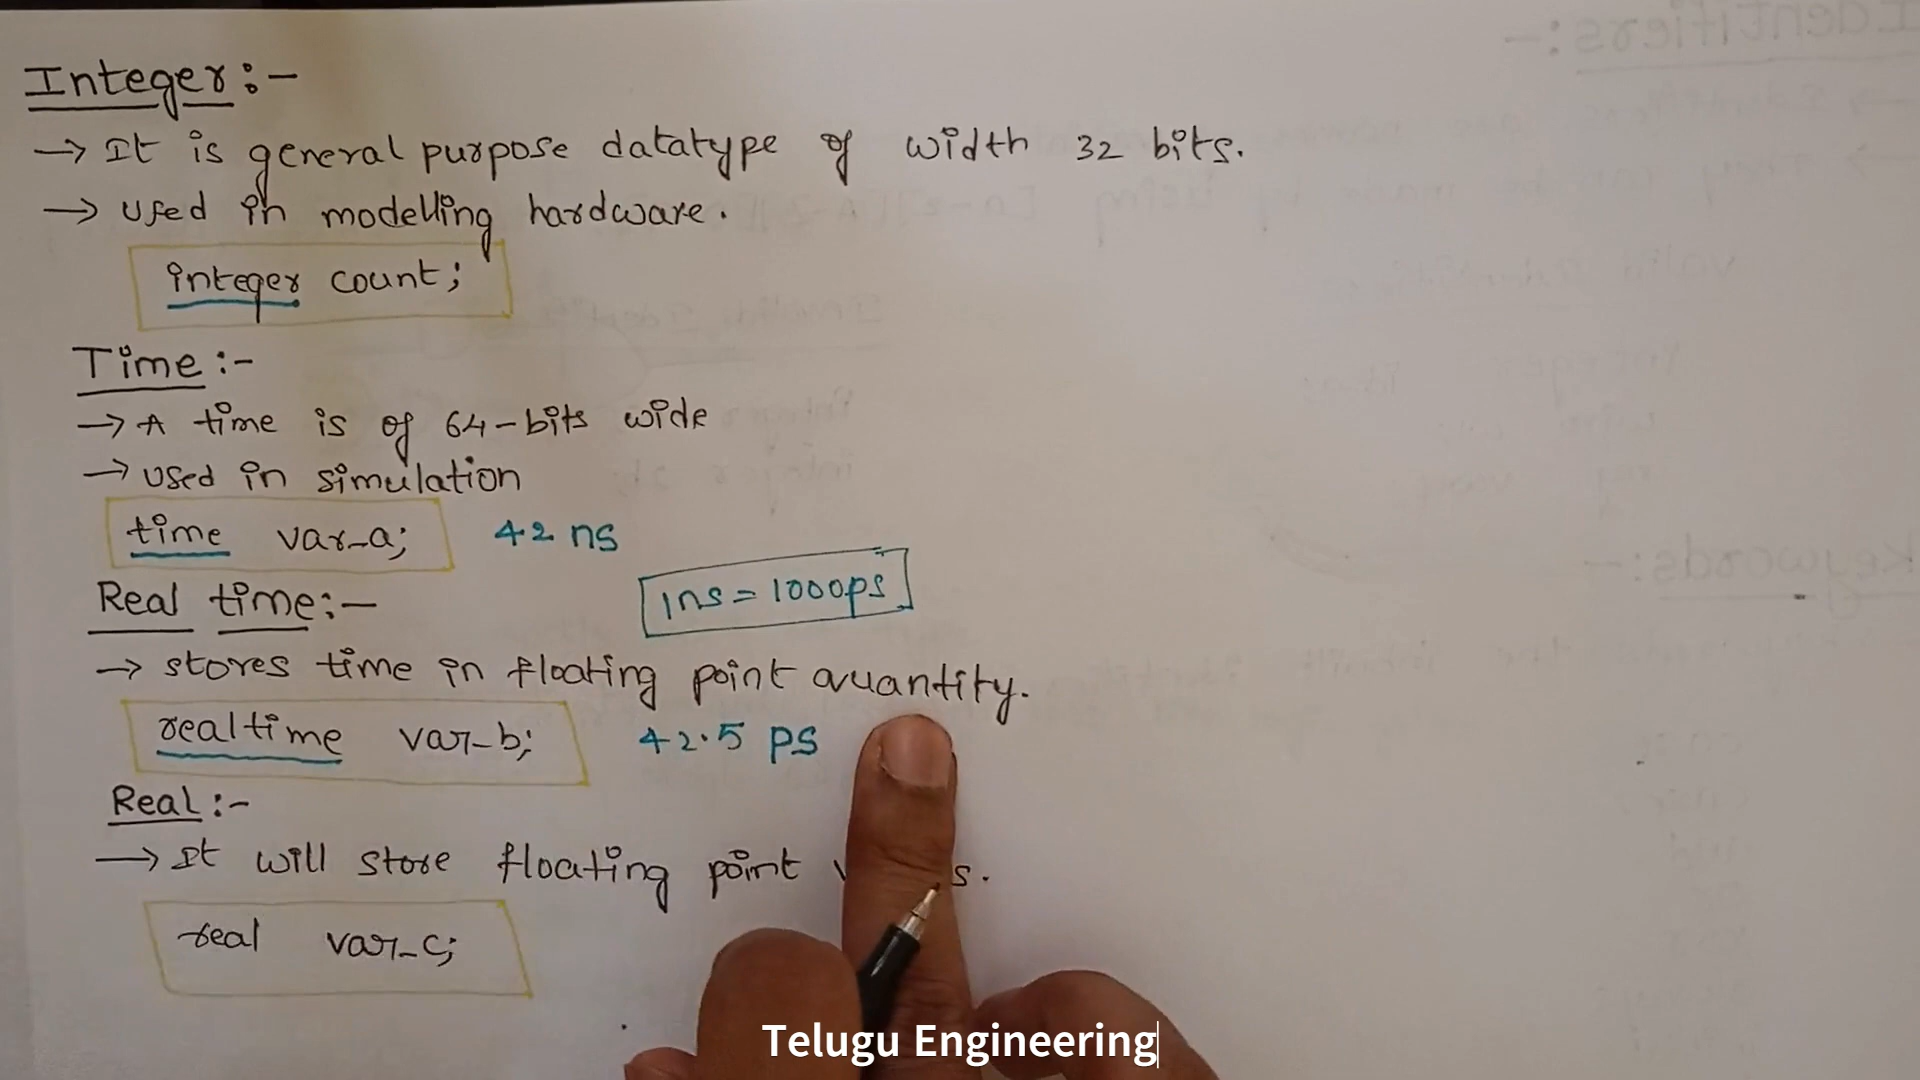 Integer:-
→ It is general purpose datatype of width 32 bits.
→ used in modelling hardware.
integer count;
Time:-
→ A time is of 64-bits wide
→ used in simulation
time var_a; 42 ns
1ns = 1000ps
Real time:-
→ stores time in floating point quantity.
realtime var_b; 42.5 ps
Real:-
→ It will store floating point
real var_c;
Telugu Engineering